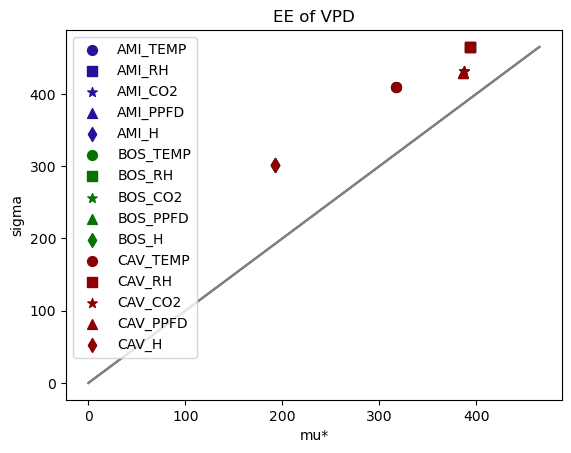 EE of VPD
AMI_TEMP
AMI_RH
AMI_CO2
AMI_PPFD
AMI_H
BOS_TEMP
BOS_RH
BOS_CO2
BOS_PPFD
BOS_H
CAV_TEMP
CAV_RH
CAV_CO2
CAV_PPFD
CAV_H
sigma
400
300
200
100
0
0 100 200 300 400
mu*